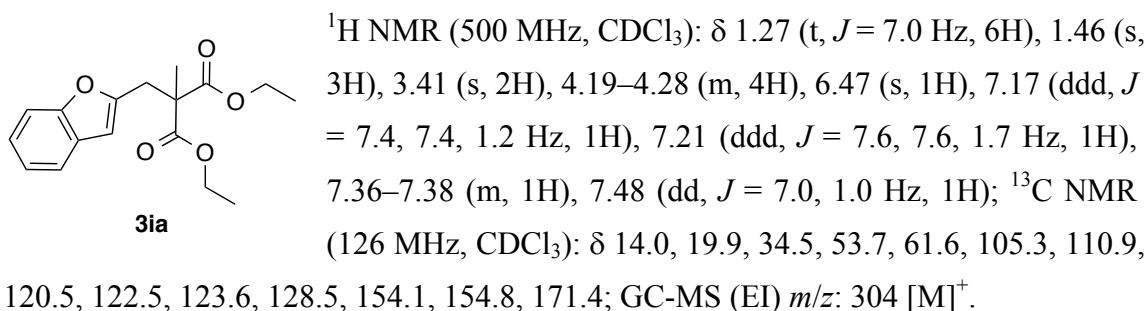 ¹H NMR (500 MHz, CDCl₃): δ 1.27 (t, J = 7.0 Hz, 6H), 1.46 (s,
3H), 3.41 (s, 2H), 4.19–4.28 (m, 4H), 6.47 (s, 1H), 7.17 (ddd, J
= 7.4, 7.4, 1.2 Hz, 1H), 7.21 (ddd, J = 7.6, 7.6, 1.7 Hz, 1H),
7.36–7.38 (m, 1H), 7.48 (dd, J = 7.0, 1.0 Hz, 1H); ¹³C NMR
(126 MHz, CDCl₃): δ 14.0, 19.9, 34.5, 53.7, 61.6, 105.3, 110.9,
120.5, 122.5, 123.6, 128.5, 154.1, 154.8, 171.4; GC-MS (EI) m/z: 304 [M]⁺.
O
O
O
O
O
3ia